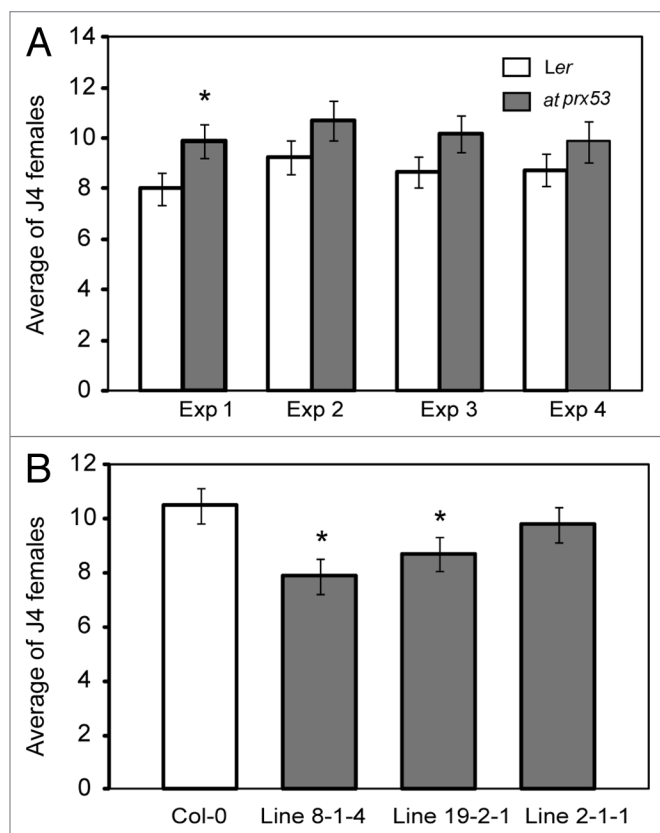 A
Average of J4 females
14
12
10
8
6
4
2
0
*
Ler
at prx53
Exp 1 Exp 2 Exp 3 Exp 4
B
Average of J4 females
12
10
8
6
4
2
0
* *
Col-0 Line 8-1-4 Line 19-2-1 Line 2-1-1